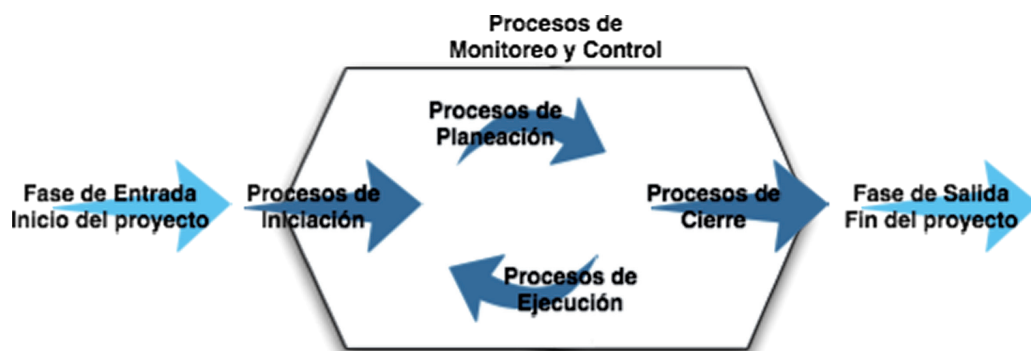 Procesos de
Monitoreo y Control
Procesos de
Planeación
Fase de Entrada
Inicio del proyecto
Procesos de
Iniciación
Procesos de
Cierre
Fase de Salida
Fin del proyecto
Procesos de
Ejecución